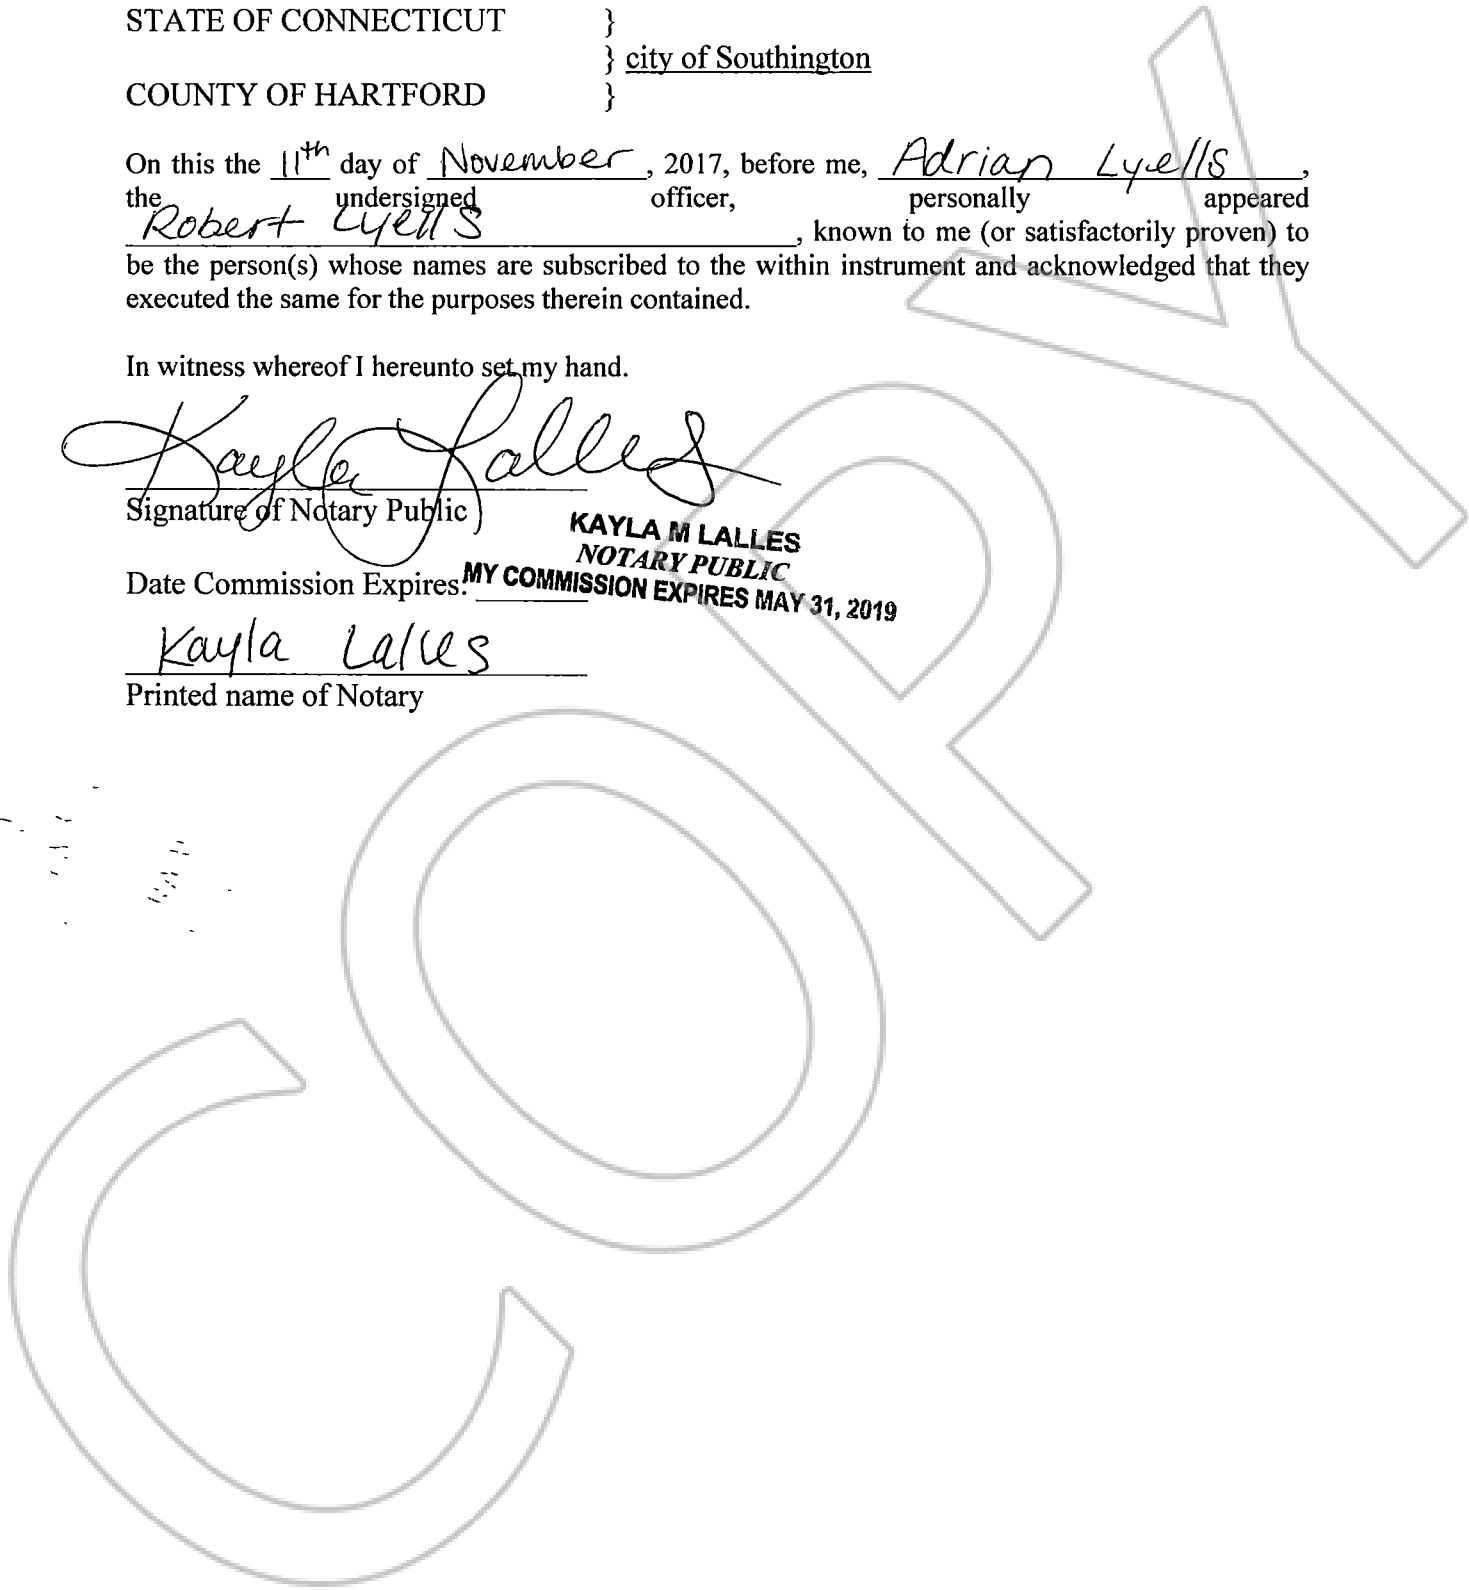 STATE OF CONNECTICUT }
} city of Southington
COUNTY OF HARTFORD }
On this the 11th day of November, 2017, before me, Adrian Lyells,
the undersigned officer, personally appeared
Robert Lyells, known to me (or satisfactorily proven) to
be the person(s) whose names are subscribed to the within instrument and acknowledged that they
executed the same for the purposes therein contained.
In witness whereof I hereunto set my hand.
Kayla Lalles
Signature of Notary Public
KAYLA M LALLES
NOTARY PUBLIC
Date Commission Expires: MY COMMISSION EXPIRES MAY 31, 2019
Kayla Lalles
Printed name of Notary
COPY